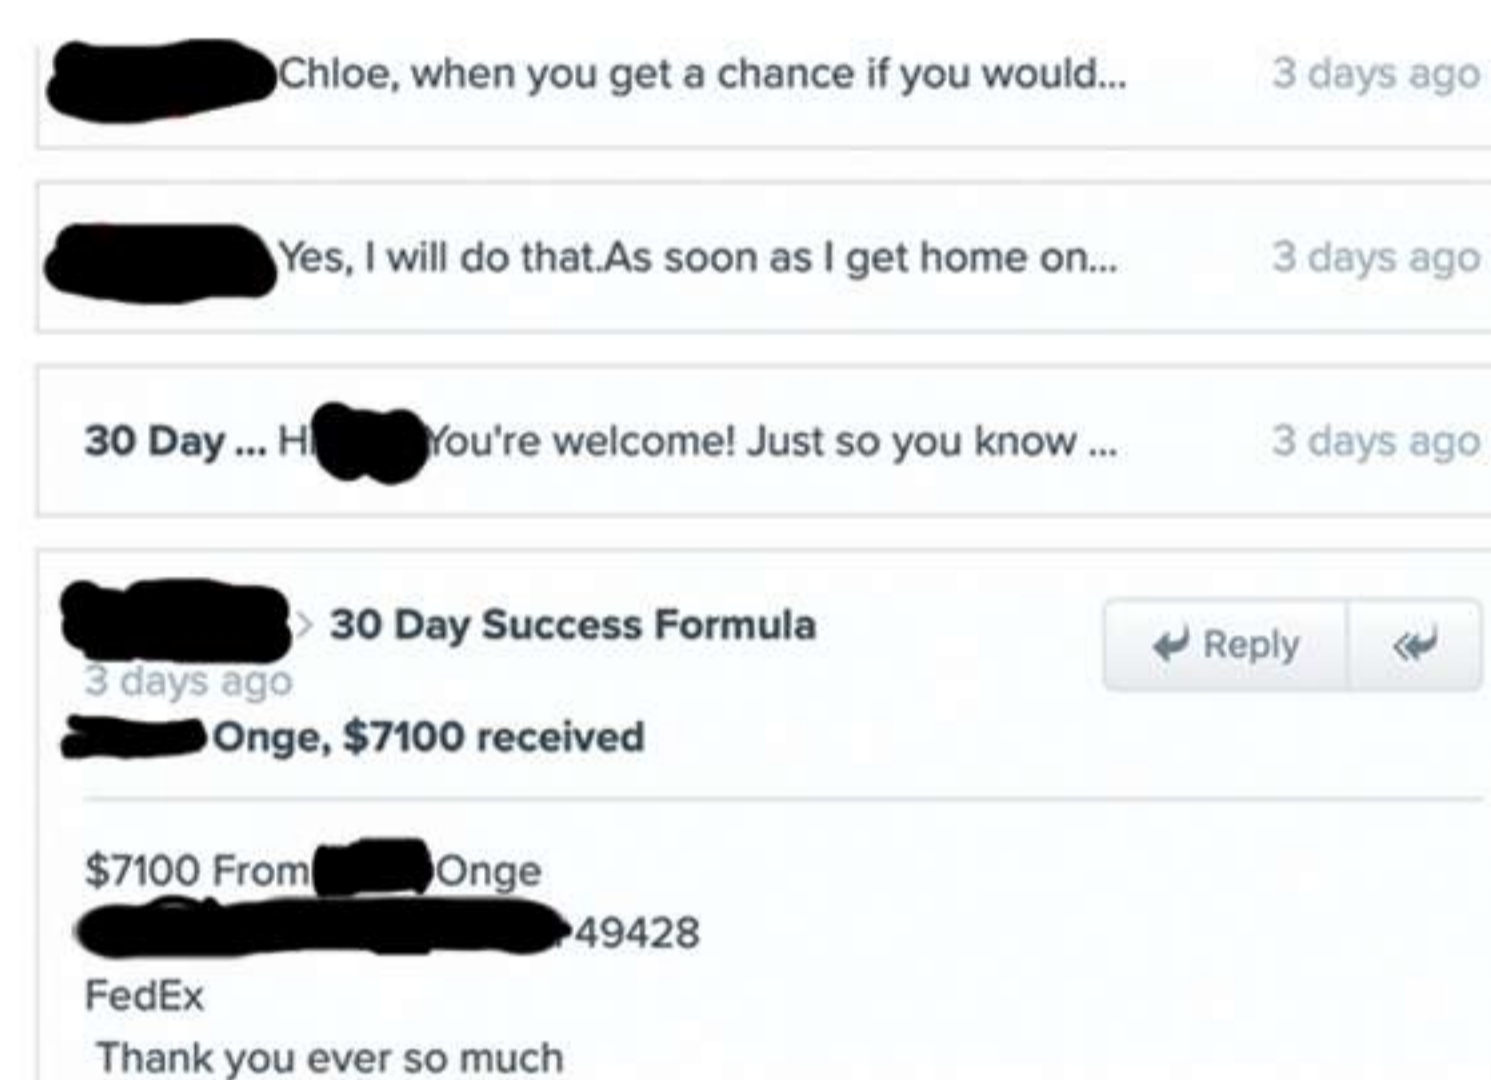 Chloe, when you get a chance if you would... 3 days ago
Yes, I will do that.As soon as I get home on... 3 days ago
30 Day ... Hi You're welcome! Just so you know ... 3 days ago
> 30 Day Success Formula Reply
3 days ago
Onge, $7100 received
$7100 From Onge
49428
FedEx
Thank you ever so much